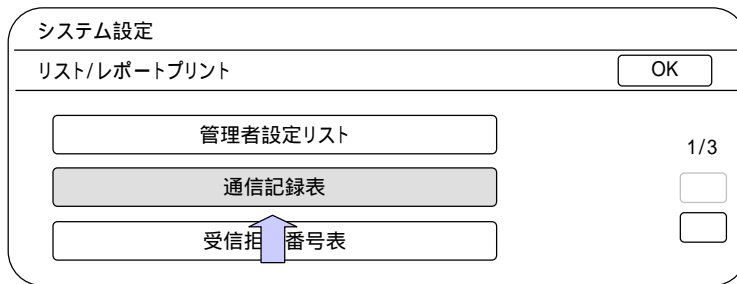 システム設定
リスト/レポートプリント
OK
管理者設定リスト
1/3
通信記録表
受信拒 番号表